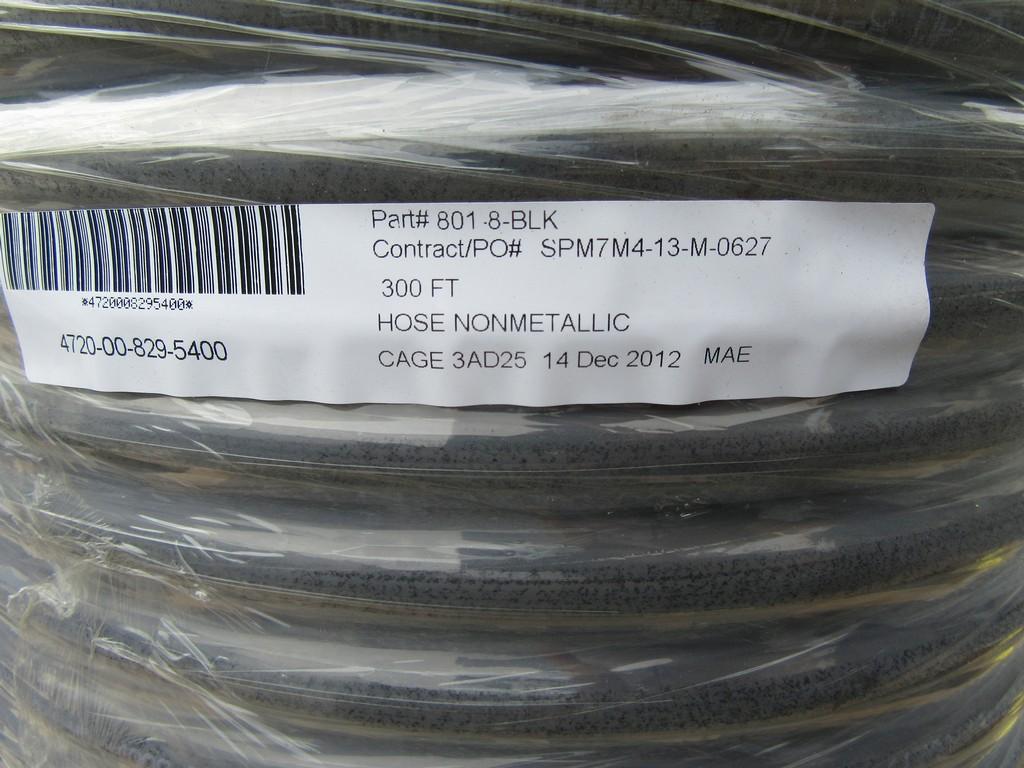 *4720008295400*
4720-00-829-5400
Part# 801-8-BLK
Contract/PO# SPM7M4-13-M-0627
300 FT
HOSE NONMETALLIC
CAGE 3AD25 14 Dec 2012 MAE